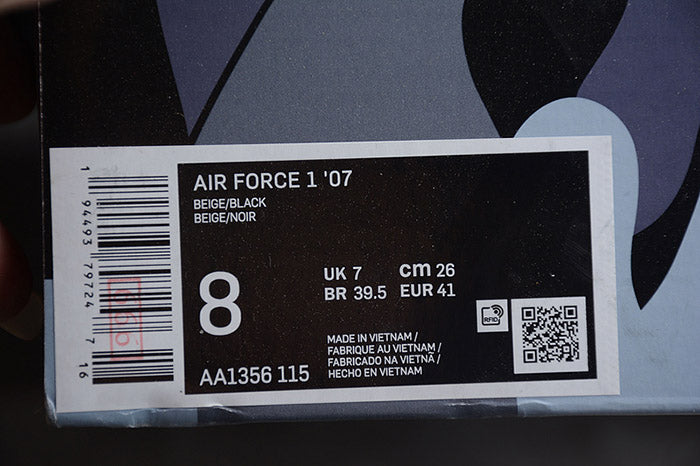 AIR FORCE 1 '07
BEIGE/BLACK
BEIGE/NOIR
8
UK 7 cm 26
BR 39.5 EUR 41
RFID
AA1356 115
MADE IN VIETNAM /
FABRIQUE AU VIETNAM /
FABRICADO NA VIETNÃ /
HECHO EN VIETNAM
1 94493 79724 7 16